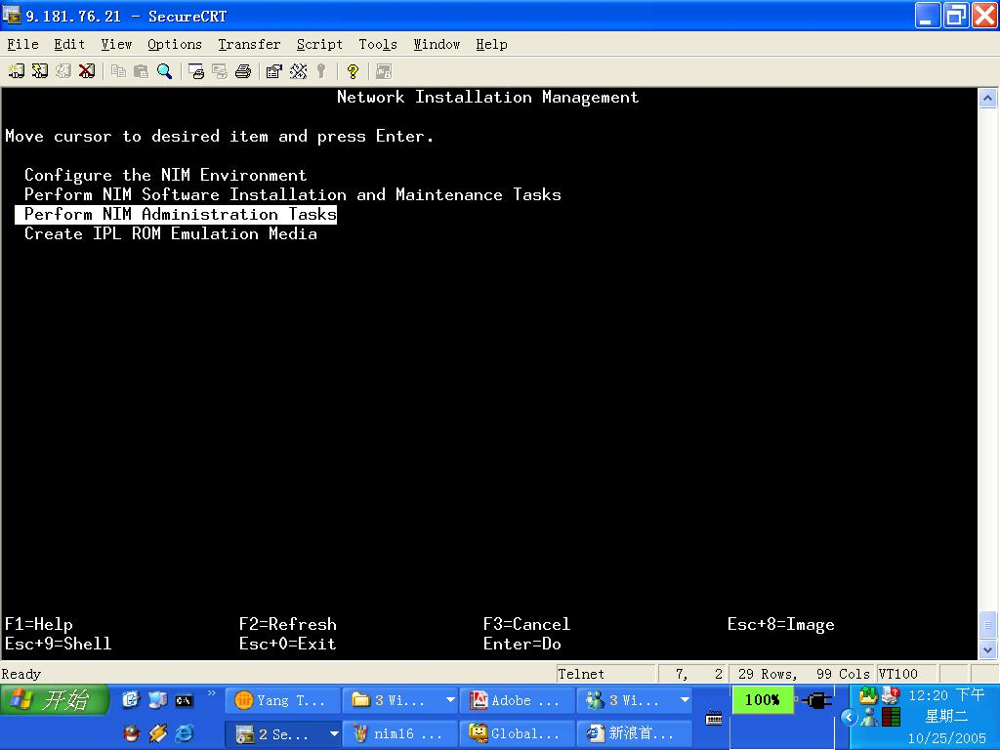 9.181.76.21 - SecureCRT
File Edit View Options Transfer Script Tools Window Help
Network Installation Management
Move cursor to desired item and press Enter.
Configure the NIM Environment
Perform NIM Software Installation and Maintenance Tasks
Perform NIM Administration Tasks
Create IPL ROM Emulation Media
F1=Help F2=Refresh F3=Cancel Esc+8=Image
Esc+9=Shell Esc+0=Exit Enter=Do
Ready Telnet 7, 2 29 Rows, 99 Cols VT100
开始 Yang T... 3 Wi... Adobe ... 3 Wi... 100% 12:20 下午
星期二
2 Se... nim16 ... Global... 新浪首... 10/25/2005